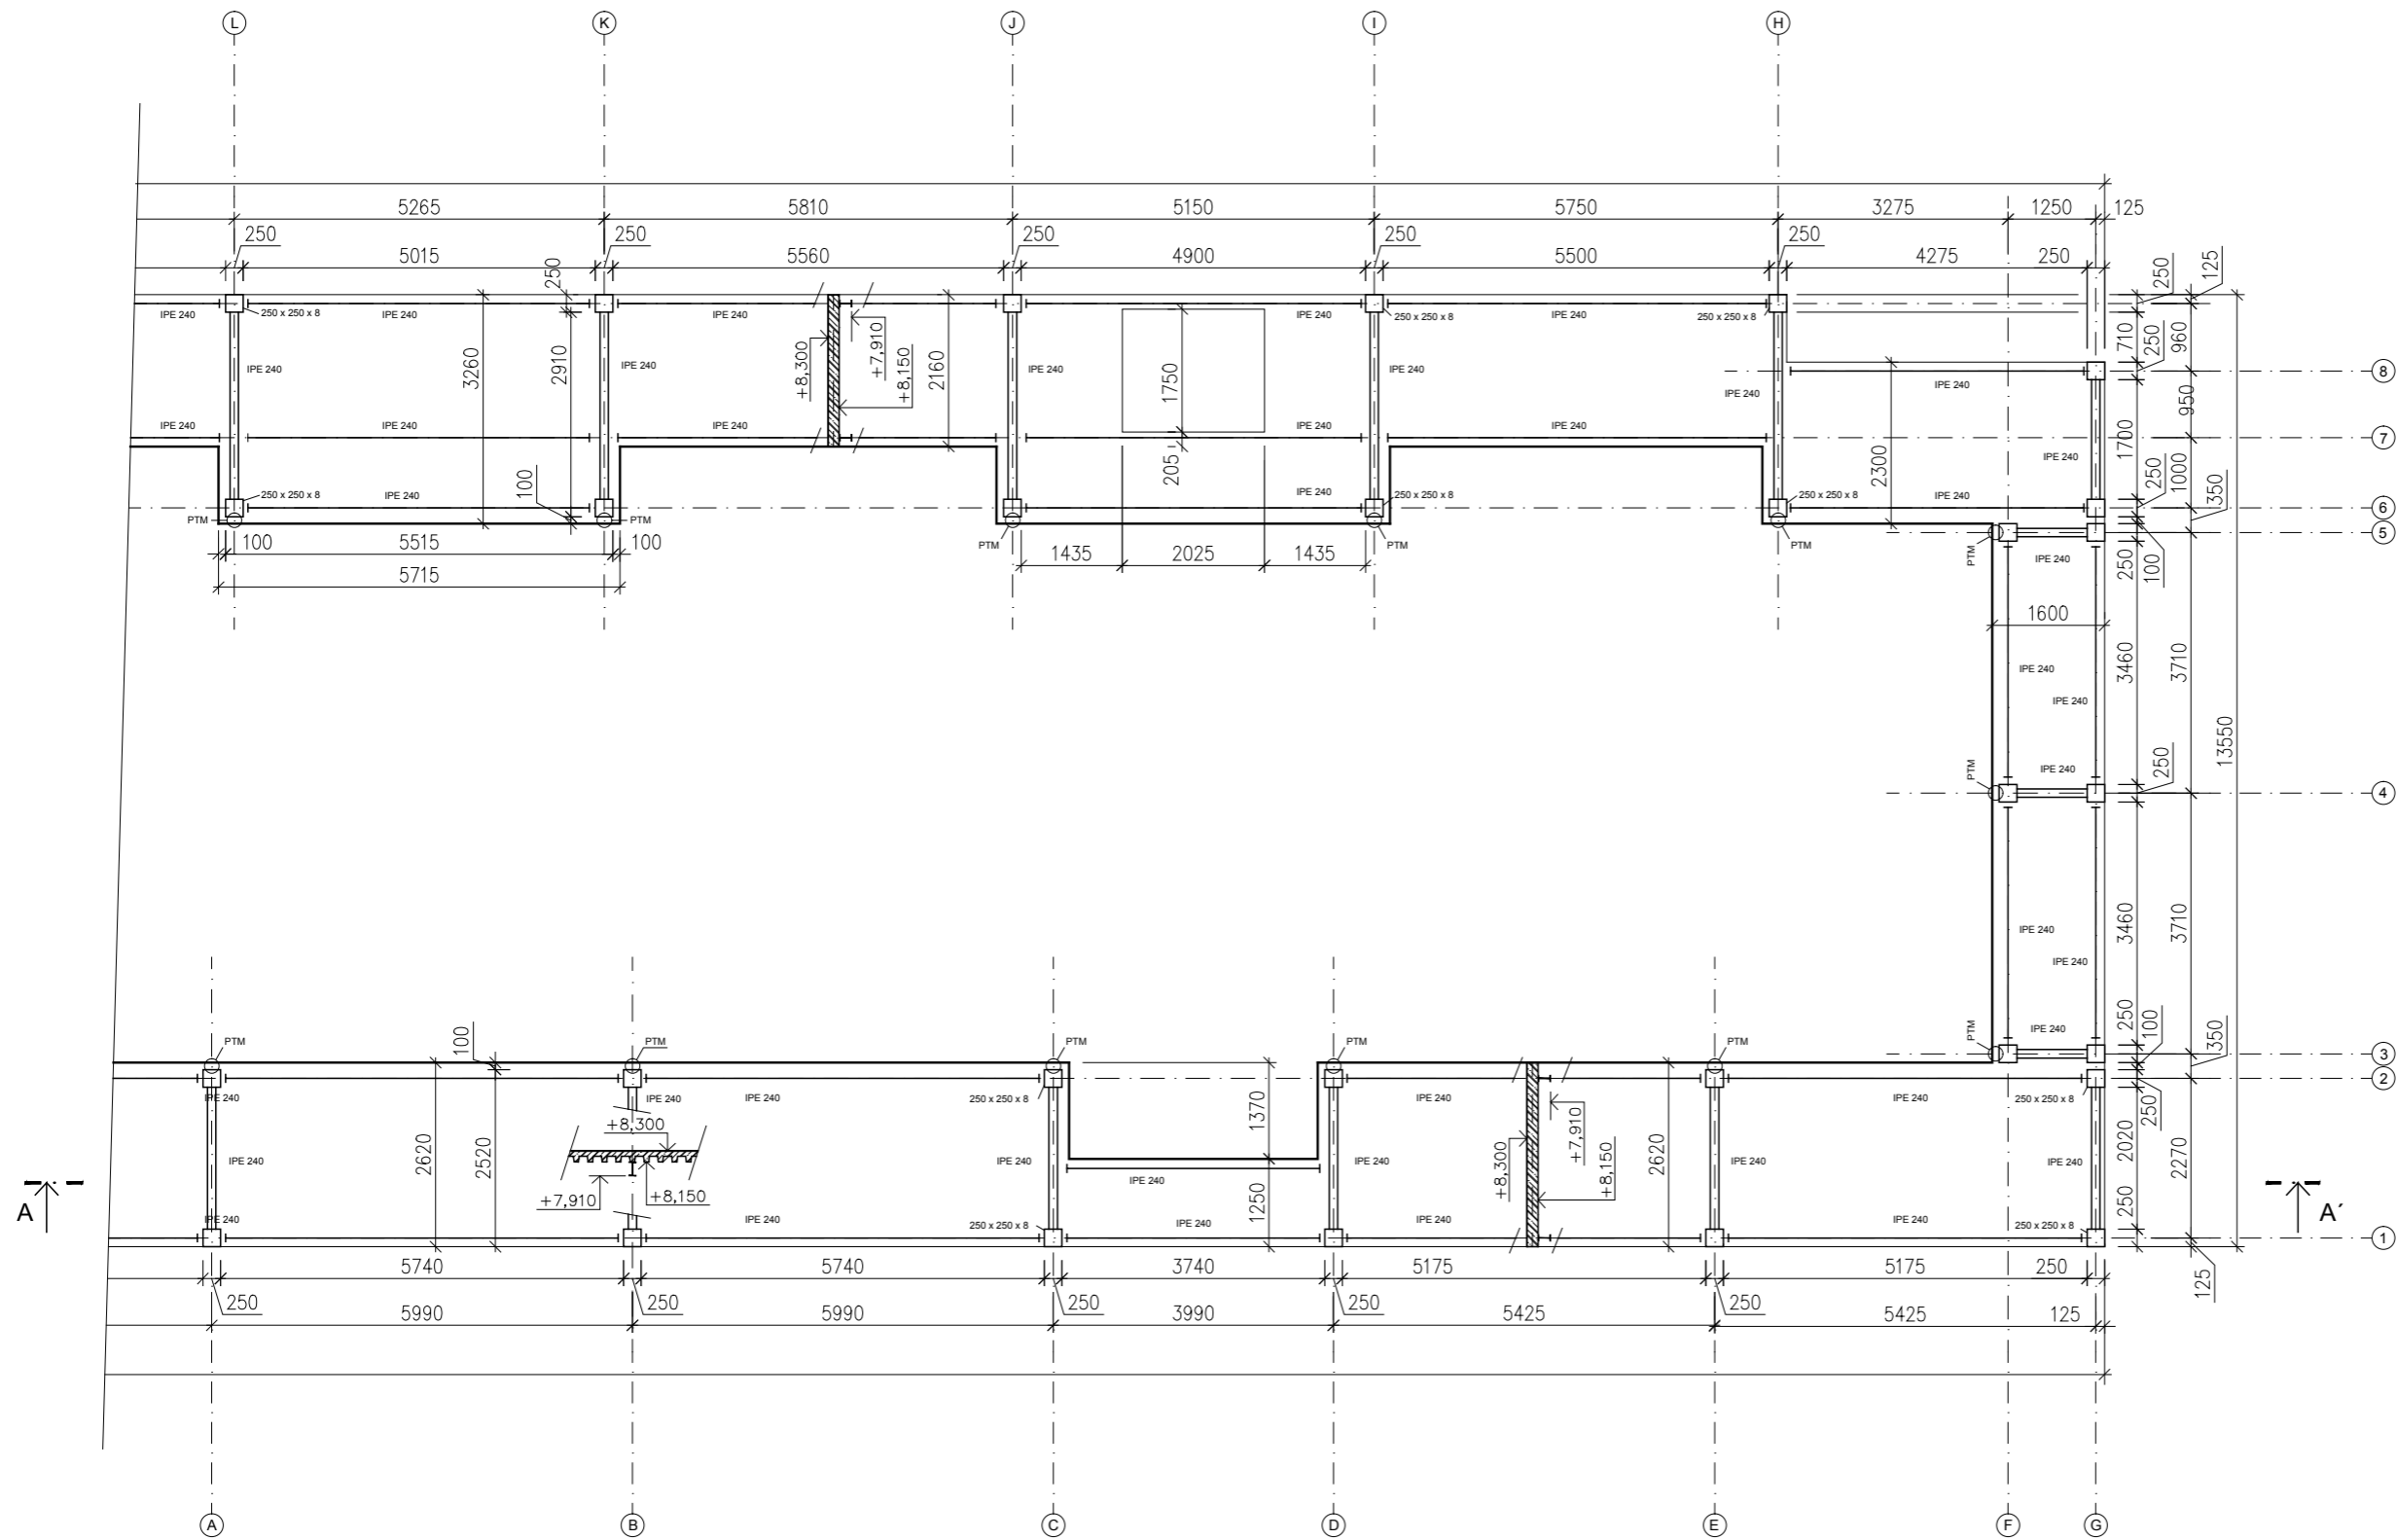 L K J I H
5265 5810 5150 5750 3275 1250 125
250 250 250 250 250
5015 5560 4900 5500 4275 250
250 250 125
IPE 240 250 x 250 x 8 IPE 240 IPE 240 IPE 240 IPE 240 250 x 250 x 8 IPE 240 250 x 250 x 8
710 250 960
IPE 240 3260 2910 IPE 240 +8,300 +7,910 +8,150 2160 IPE 240 1750 IPE 240 IPE 240 IPE 240 8
950
IPE 240 IPE 240 IPE 240 IPE 240 IPE 240 IPE 240 7
1700
205 2300 IPE 240
100 250 1000 350
250 x 250 x 8 IPE 240 IPE 240 250 x 250 x 8 250 x 250 x 8 IPE 240 6
PTM PTM
5
PTM PTM PTM PTM
100 5515 100 1435 2025 1435 IPE 240 250 100
5715
1600
3460 3710
IPE 240
IPE 240
13550
PTM IPE 240 250
4
3460 3710
IPE 240
IPE 240
250 100 350
PTM PTM PTM PTM PTM PTM IPE 240
100 3
2
IPE 240 IPE 240 IPE 240 250 x 250 x 8 IPE 240 IPE 240 250 x 250 x 8
250
+8,300 1370 +7,910
2620 2520 +8,300 2620 2020 2270
IPE 240 IPE 240 IPE 240 IPE 240 IPE 240
+7,910 +8,150 IPE 240 +8,150
A A´
1250 250
IPE 240 IPE 240 250 x 250 x 8 IPE 240 IPE 240 IPE 240 250 x 250 x 8
1
5740 5740 3740 5175 5175 250 125
250 250 250 250 250
5990 5990 3990 5425 5425 125
A B C D E F G